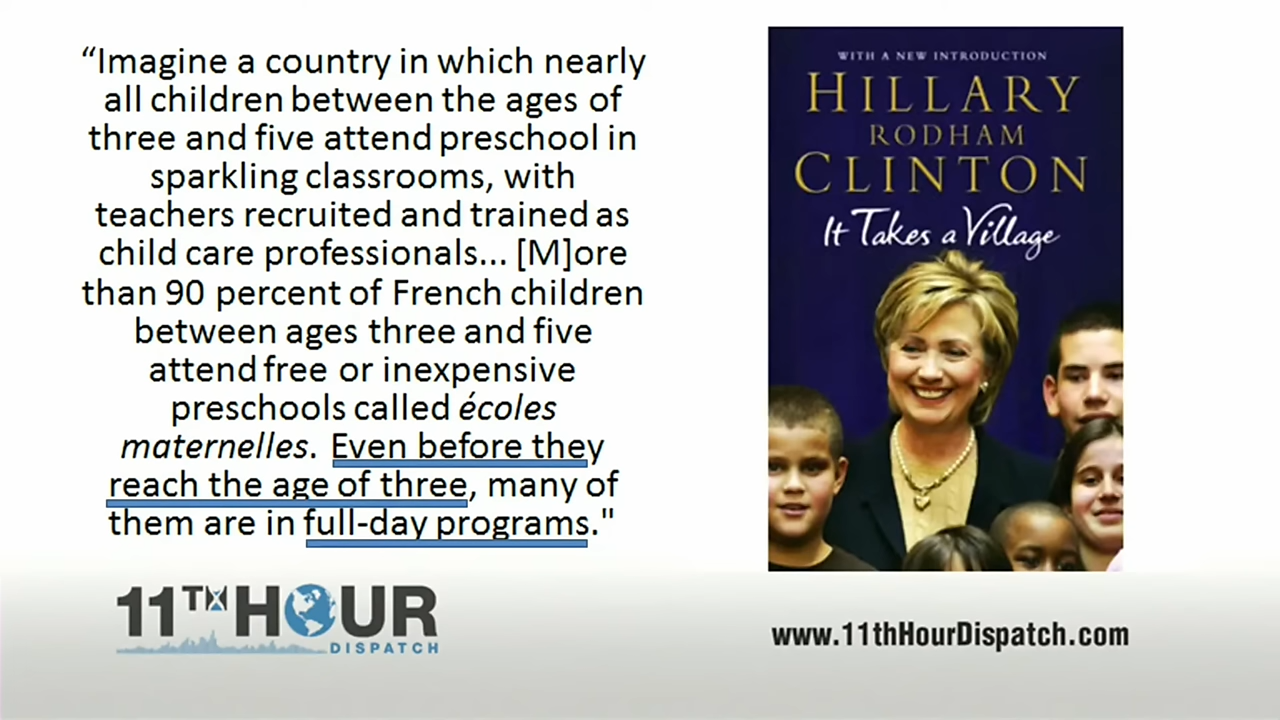 “Imagine a country in which nearly
all children between the ages of
three and five attend preschool in
sparkling classrooms, with
teachers recruited and trained as
child care professionals... [M]ore
than 90 percent of French children
between ages three and five
attend free or inexpensive
preschools called écoles
maternelles. Even before they
reach the age of three, many of
them are in full-day programs."
WITH A NEW INTRODUCTION
HILLARY
RODHAM
CLINTON
It Takes a Village
11TH HOUR
DISPATCH
www.11thHourDispatch.com